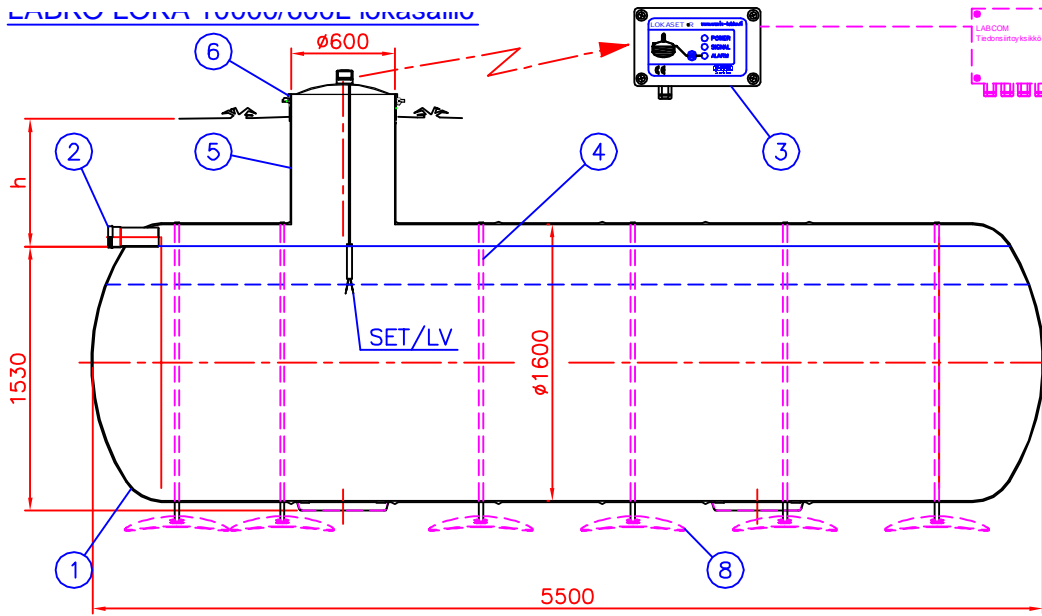 LABKO LOKA 10000/600L lokasäiliö
ø600
6
LOKASET
POWER
SIGNAL
ALARM
CE
LABCOM
Tiedonsiirtoyksikkö
2
5
4
3
h
SET/LV
1530
ø1600
1
8
5500